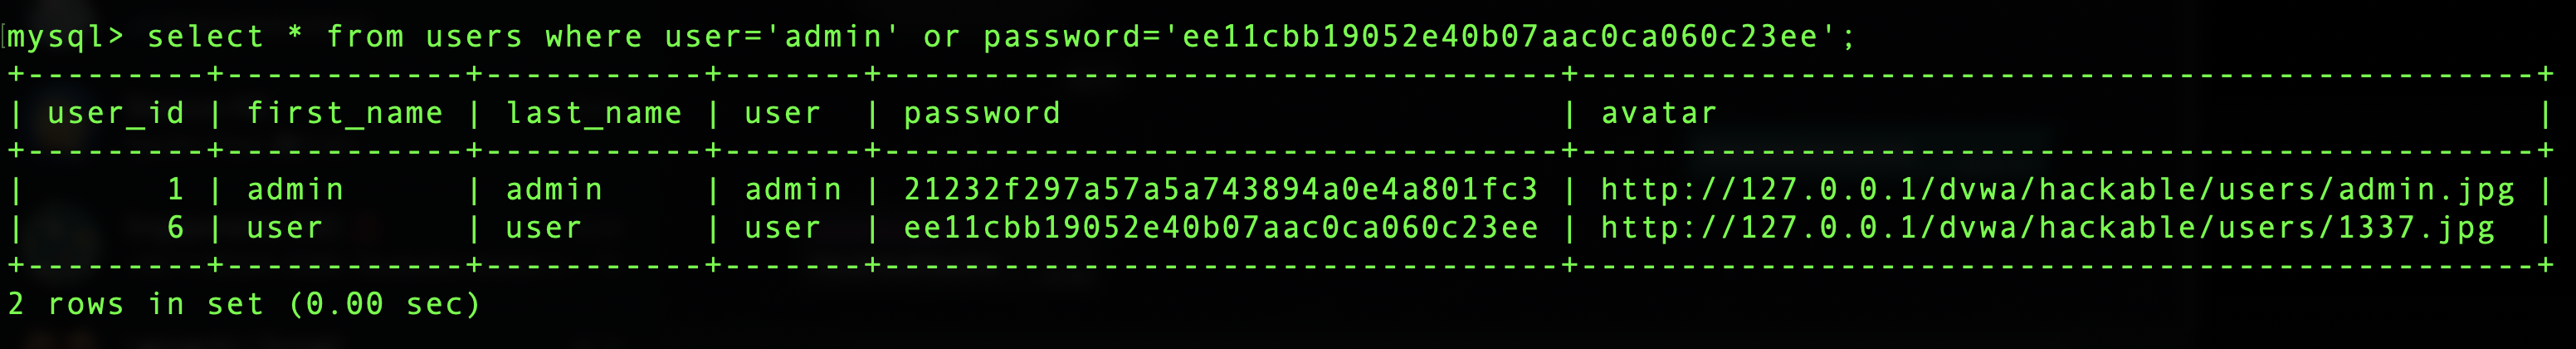 mysql> select * from users where user='admin' or password='ee11cbb19052e40b07aac0ca060c23ee';
+---------+------------+-----------+-------+----------------------------------+-------------------------------------------------+
| user_id | first_name | last_name | user  | password                         | avatar                                          |
+---------+------------+-----------+-------+----------------------------------+-------------------------------------------------+
|       1 | admin      | admin     | admin | 21232f297a57a5a743894a0e4a801fc3 | http://127.0.0.1/dvwa/hackable/users/admin.jpg |
|       6 | user       | user      | user  | ee11cbb19052e40b07aac0ca060c23ee | http://127.0.0.1/dvwa/hackable/users/1337.jpg  |
+---------+------------+-----------+-------+----------------------------------+-------------------------------------------------+
2 rows in set (0.00 sec)